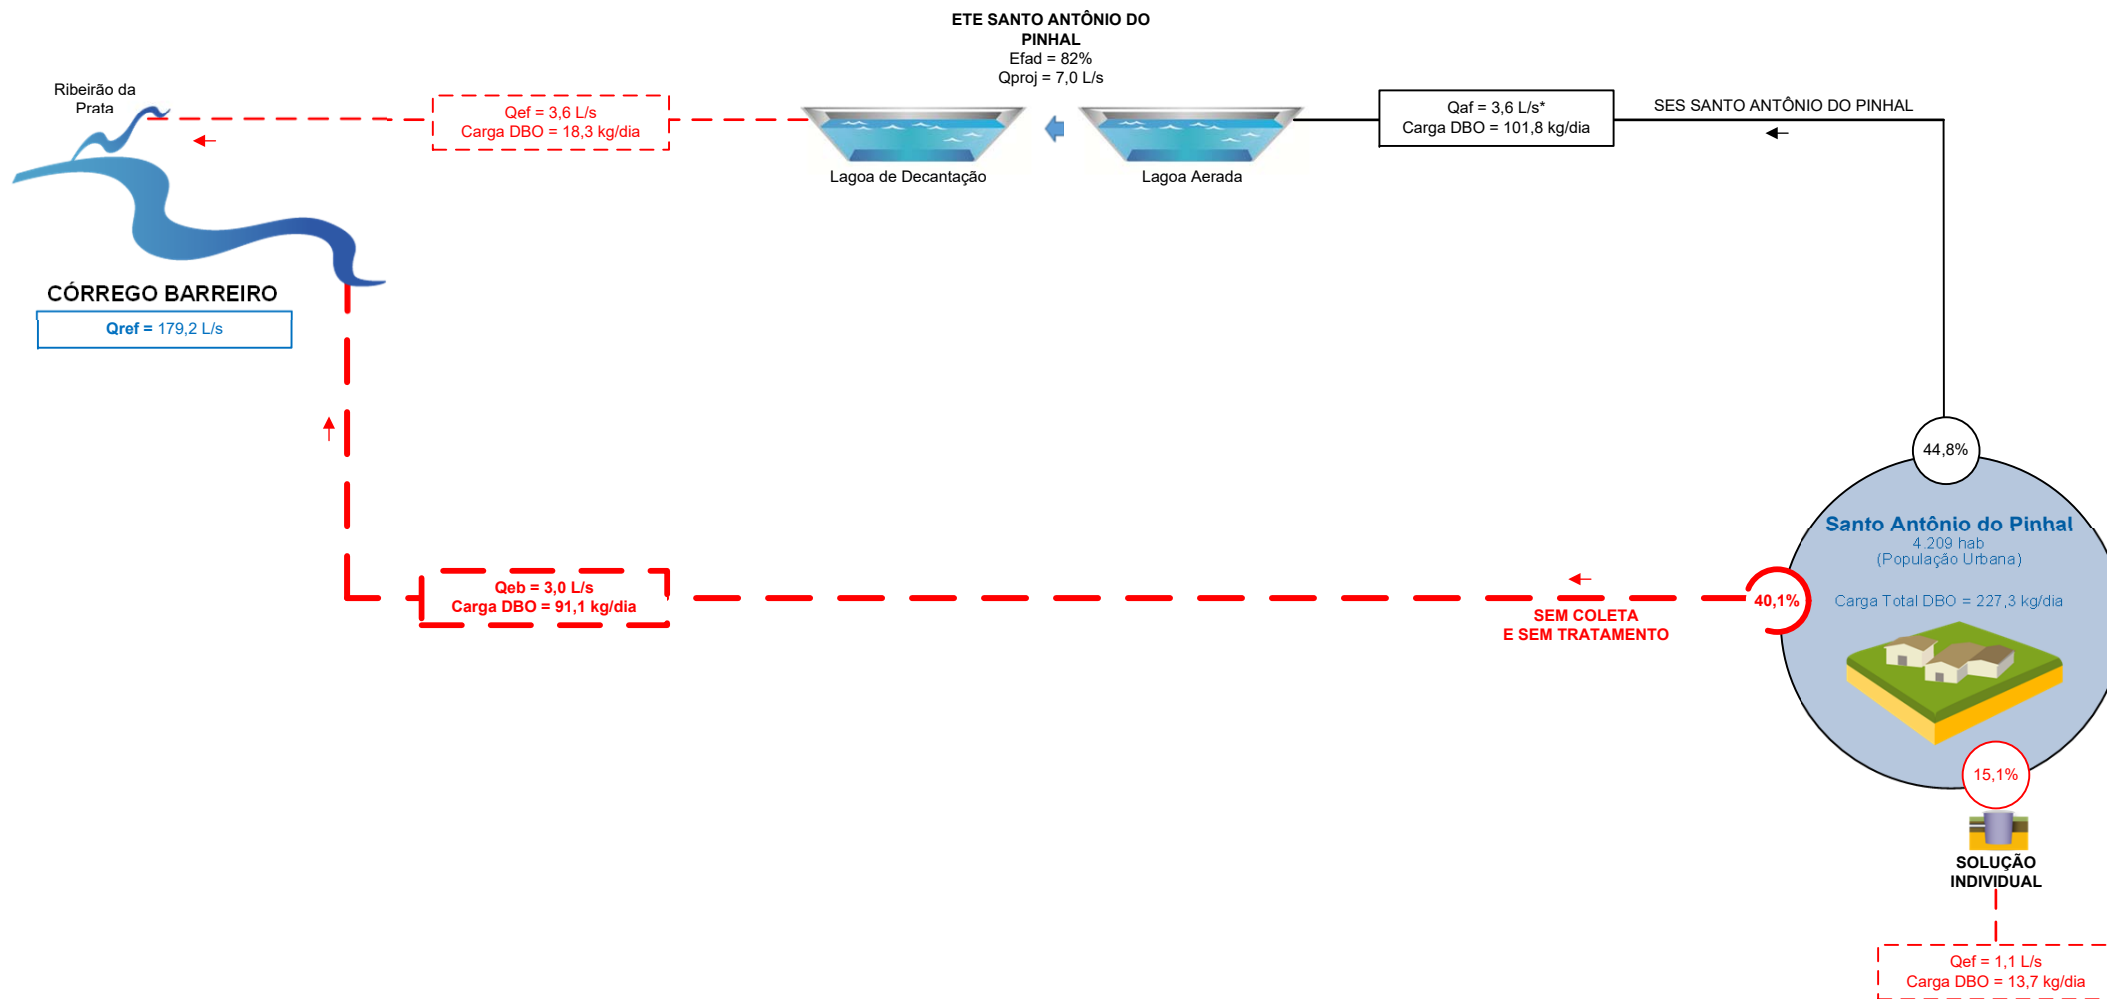 ETE SANTO ANTÔNIO DO
PINHAL
Efad = 82%
Qproj = 7,0 L/s
Ribeirão da
Prata
Qef = 3,6 L/s
Carga DBO = 18,3 kg/dia
Qaf = 3,6 L/s*
Carga DBO = 101,8 kg/dia
SES SANTO ANTÔNIO DO PINHAL
Lagoa de Decantação
Lagoa Aerada
CÓRREGO BARREIRO
Qref = 179,2 L/s
44,8%
Santo Antônio do Pinhal
4.209 hab
(População Urbana)
Carga Total DBO = 227,3 kg/dia
Qeb = 3,0 L/s
Carga DBO = 91,1 kg/dia
40,1%
SEM COLETA
E SEM TRATAMENTO
15,1%
SOLUÇÃO
INDIVIDUAL
Qef = 1,1 L/s
Carga DBO = 13,7 kg/dia